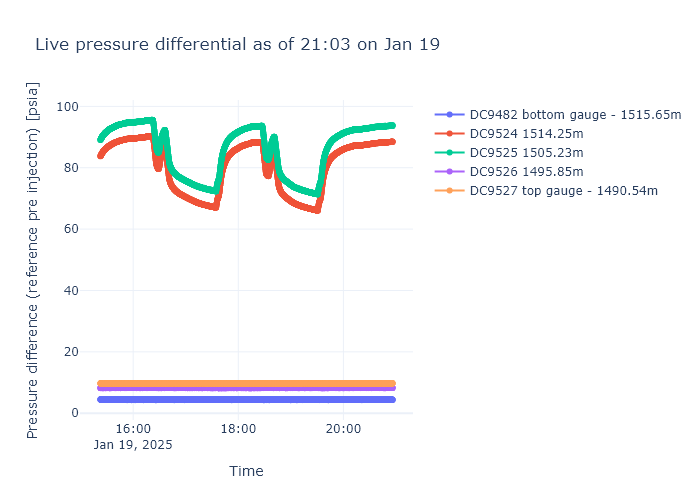 Live pressure differential as of 21:03 on Jan 19
Pressure difference (reference pre injection) [psia]
100
80
60
40
20
0
16:00
18:00
20:00
Jan 19, 2025
Time
DC9482 bottom gauge - 1515.65m
DC9524 1514.25m
DC9525 1505.23m
DC9526 1495.85m
DC9527 top gauge - 1490.54m